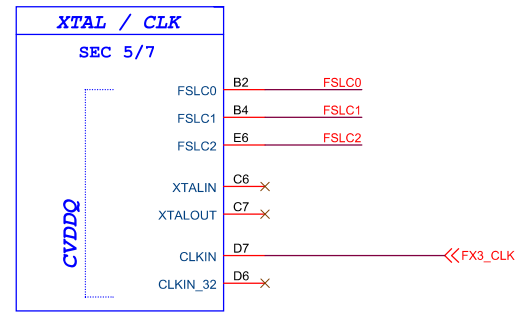 XTAL / CLK
SEC 5/7
FSLC0 B2 FSLC0
FSLC1 B4 FSLC1
FSLC2 E6 FSLC2
XTALIN C6
XTALOUT C7
CVDDQ
CLKIN D7 FX3_CLK
CLKIN_32 D6